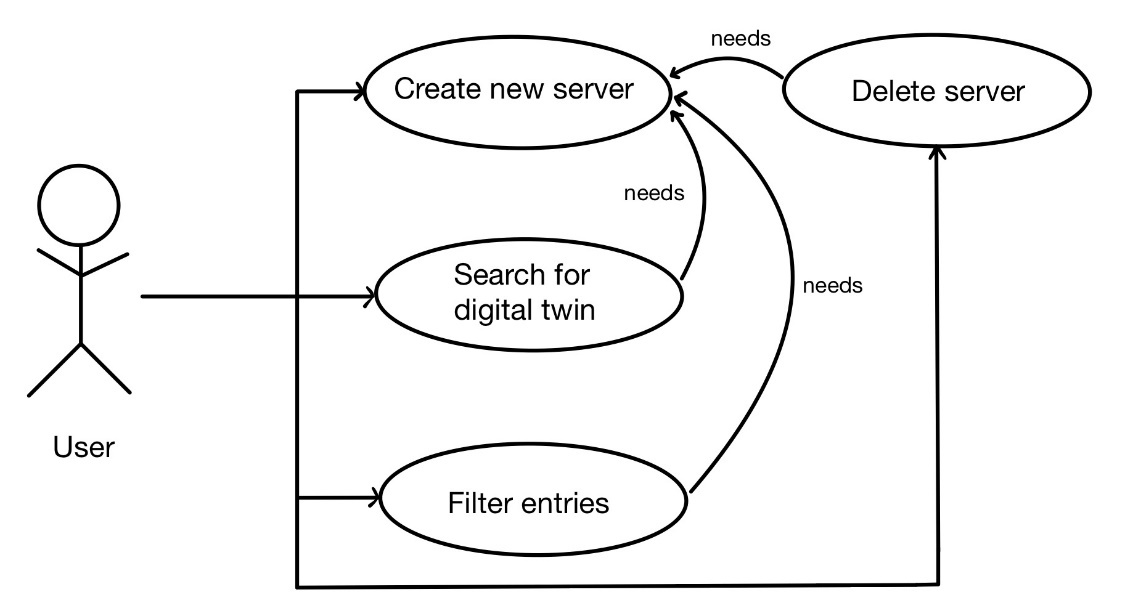 needs
Create new server
Delete server
needs
Search for
digital twin
needs
User
Filter entries